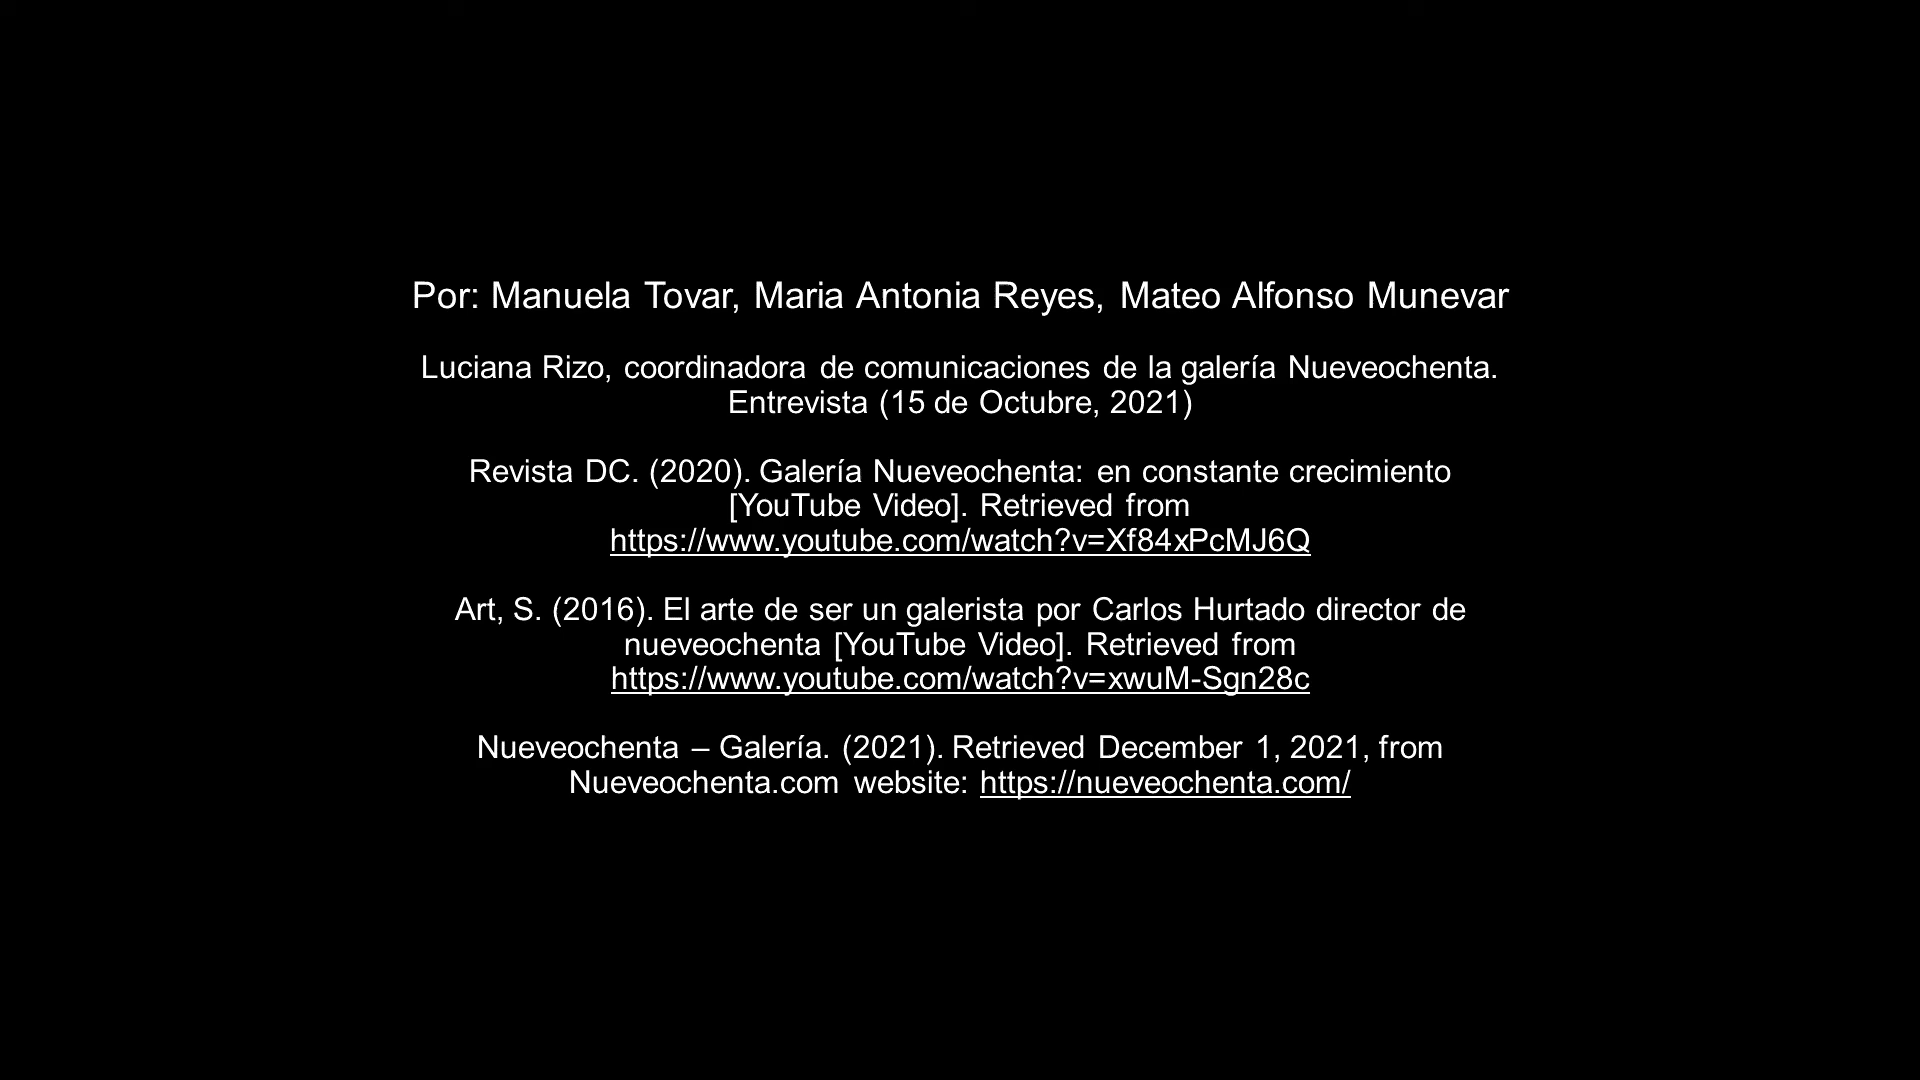 Por: Manuela Tovar, Maria Antonia Reyes, Mateo Alfonso Munevar
Luciana Rizo, coordinadora de comunicaciones de la galería Nueveochenta.
Entrevista (15 de Octubre, 2021)
Revista DC. (2020). Galería Nueveochenta: en constante crecimiento
[YouTube Video]. Retrieved from
https://www.youtube.com/watch?v=Xf84xPcMJ6Q
Art, S. (2016). El arte de ser un galerista por Carlos Hurtado director de
nueveochenta [YouTube Video]. Retrieved from
https://www.youtube.com/watch?v=xwuM-Sgn28c
Nueveochenta – Galería. (2021). Retrieved December 1, 2021, from
Nueveochenta.com website: https://nueveochenta.com/